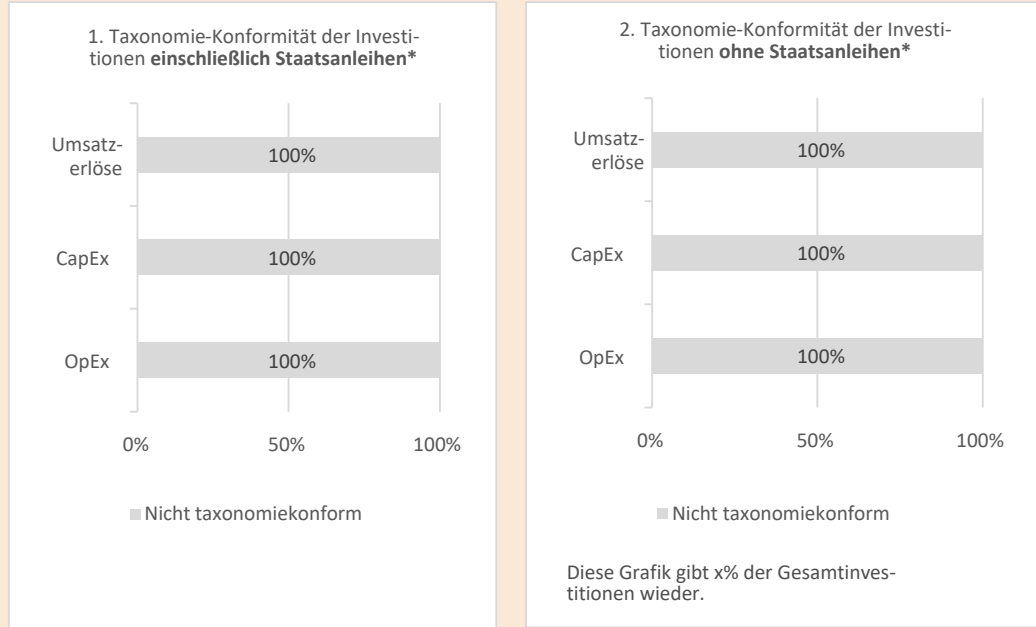 1. Taxonomie-Konformität der Investi-
tionen einschließlich Staatsanleihen*
Umsatz-
erlöse
100%
CapEx
100%
OpEx
100%
0% 50% 100%
Nicht taxonomiekonform
2. Taxonomie-Konformität der Investi-
tionen ohne Staatsanleihen*
Umsatz-
erlöse
100%
CapEx
100%
OpEx
100%
0% 50% 100%
Nicht taxonomiekonform
Diese Grafik gibt x% der Gesamtinves-
titionen wieder.